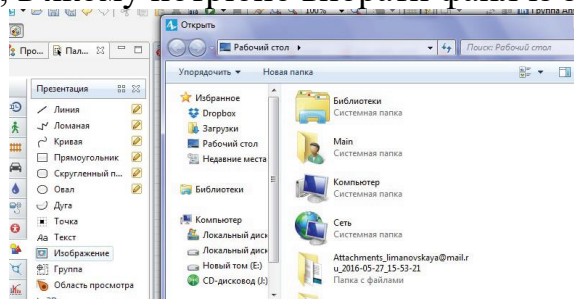 Открыть
100%
Группа
Про...
Пал...
Рабочий стол
Поиск: Рабочий стол
Упорядочить
Новая папка
Презентация
Линия
Ломаная
Кривая
Прямоугольник
Скругленный п...
Овал
Дуга
Точка
Aa Текст
Изображение
Группа
Область просмотра
Избранное
Dropbox
Загрузки
Рабочий стол
Недавние места
Библиотеки
Компьютер
Локальный диск
Локальный диск
Новый том (E:)
CD-дисковод (J:)
Библиотеки
Системная папка
Main
Системная папка
Компьютер
Системная папка
Сеть
Системная папка
Attachments_limanovskaya@mail.r
u_2016-05-27_15-53-21
Папка с файлами